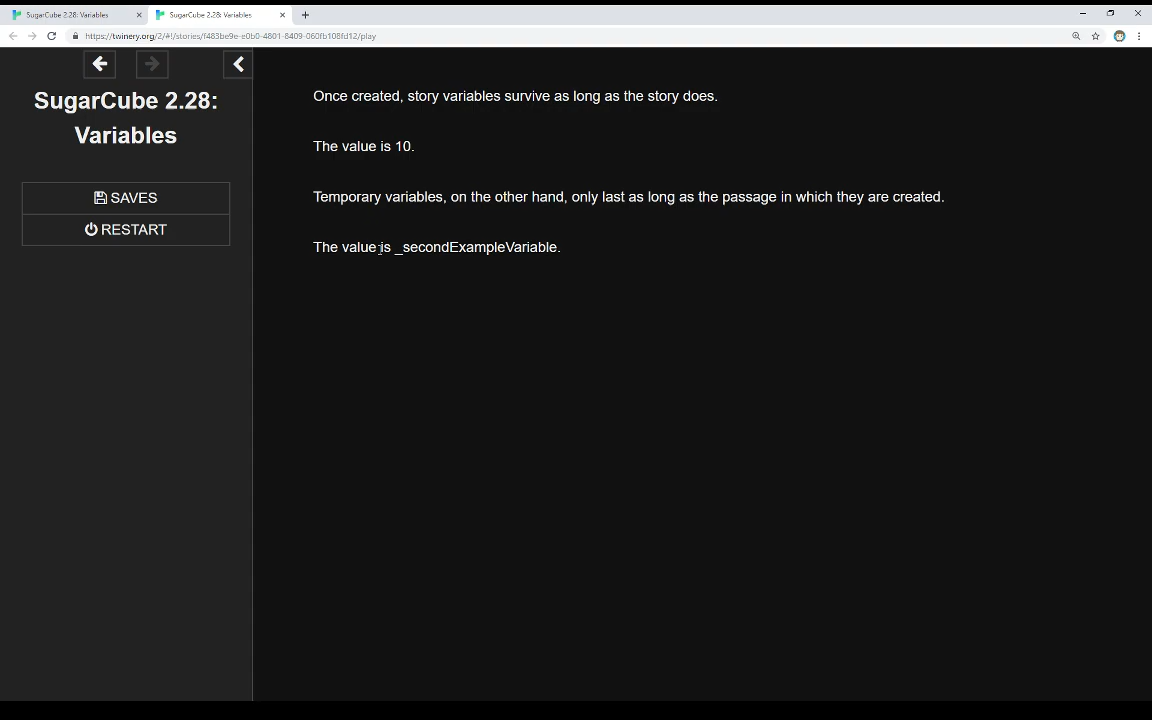 SugarCube 2.28: Variables
SugarCube 2.28: Variables
https://twinery.org/2/#!/stories/f483be9e-e0b0-4801-8409-060fb108fd12/play
SugarCube 2.28:
Variables
SAVES
RESTART
Once created, story variables survive as long as the story does.
The value is 10.
Temporary variables, on the other hand, only last as long as the passage in which they are created.
The value is _secondExampleVariable.